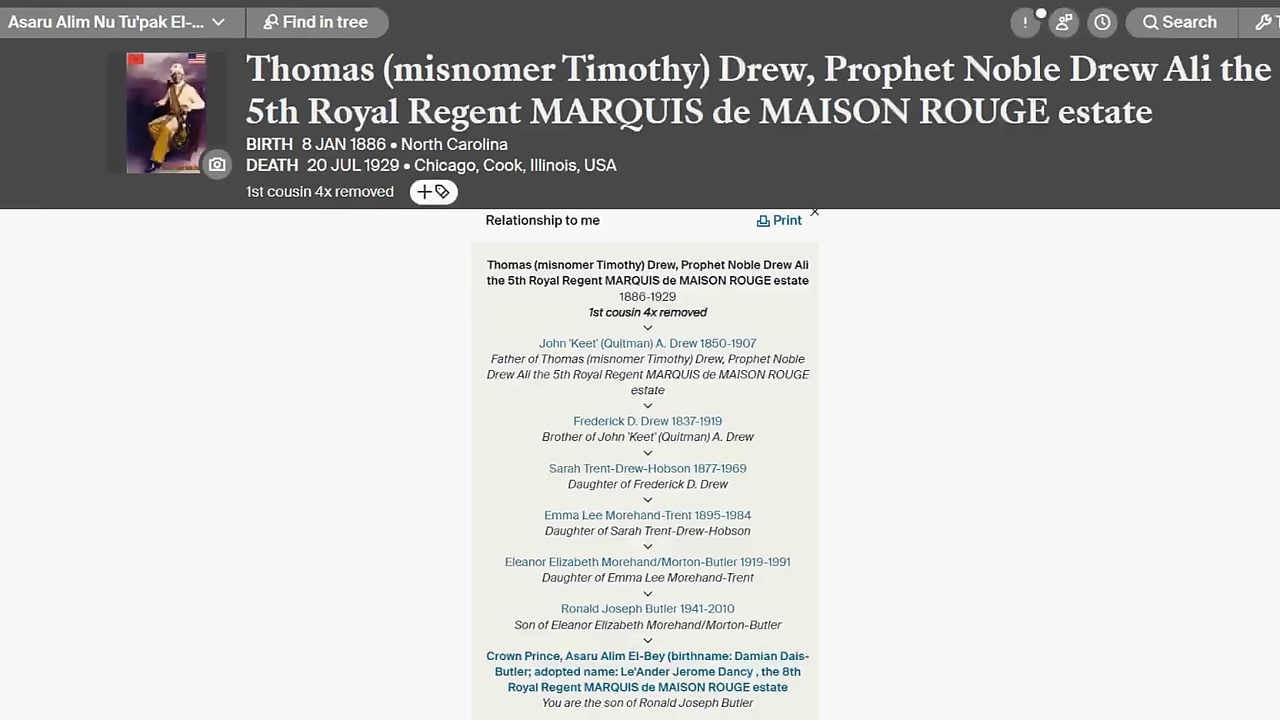 Asaru Alim Nu Tu'pak El-...
Find in tree
Search
Thomas (misnomer Timothy) Drew, Prophet Noble Drew Ali the
5th Royal Regent MARQUIS de MAISON ROUGE estate
BIRTH 8 JAN 1886 • North Carolina
DEATH 20 JUL 1929 • Chicago, Cook, Illinois, USA
1st cousin 4x removed
Relationship to me
Print
Thomas (misnomer Timothy) Drew, Prophet Noble Drew Ali
the 5th Royal Regent MARQUIS de MAISON ROUGE estate
1886-1929
1st cousin 4x removed
John 'Keet' (Quitman) A. Drew 1850-1907
Father of Thomas (misnomer Timothy) Drew, Prophet Noble
Drew Ali the 5th Royal Regent MARQUIS de MAISON ROUGE
estate
Frederick D. Drew 1837-1919
Brother of John 'Keet' (Quitman) A. Drew
Sarah Trent-Drew-Hobson 1877-1969
Daughter of Frederick D. Drew
Emma Lee Morehand-Trent 1895-1984
Daughter of Sarah Trent-Drew-Hobson
Eleanor Elizabeth Morehand/Morton-Butler 1919-1991
Daughter of Emma Lee Morehand-Trent
Ronald Joseph Butler 1941-2010
Son of Eleanor Elizabeth Morehand/Morton-Butler
Crown Prince, Asaru Alim El-Bey (birthname: Damian Dais-
Butler; adopted name: Le'Ander Jerome Dancy , the 8th
Royal Regent MARQUIS de MAISON ROUGE estate
You are the son of Ronald Joseph Butler